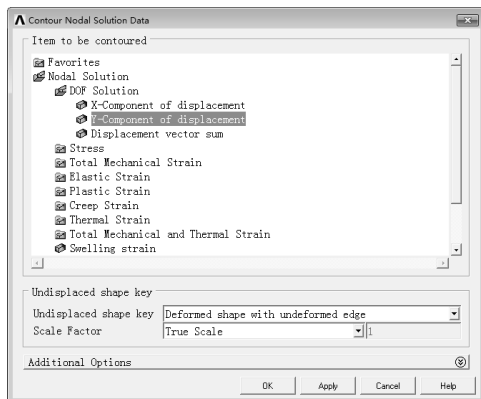 Contour Nodal Solution Data
Item to be contoured
Favorites
Nodal Solution
DOF Solution
X-Component of displacement
Y-Component of displacement
Displacement vector sum
Stress
Total Mechanical Strain
Elastic Strain
Plastic Strain
Creep Strain
Thermal Strain
Total Mechanical and Thermal Strain
Swelling strain
Undisplaced shape key
Undisplaced shape key Deformed shape with undeformed edge
Scale Factor True Scale 1
Additional Options
OK Apply Cancel Help